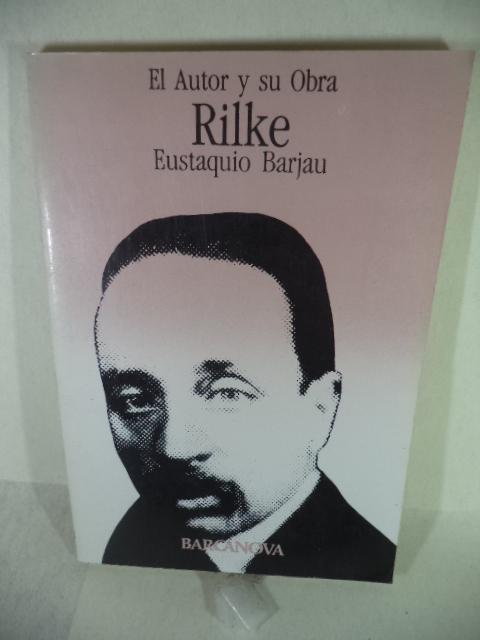 El Autor y su Obra
Rilke
Eustaquio Barjau
BARCANOVA